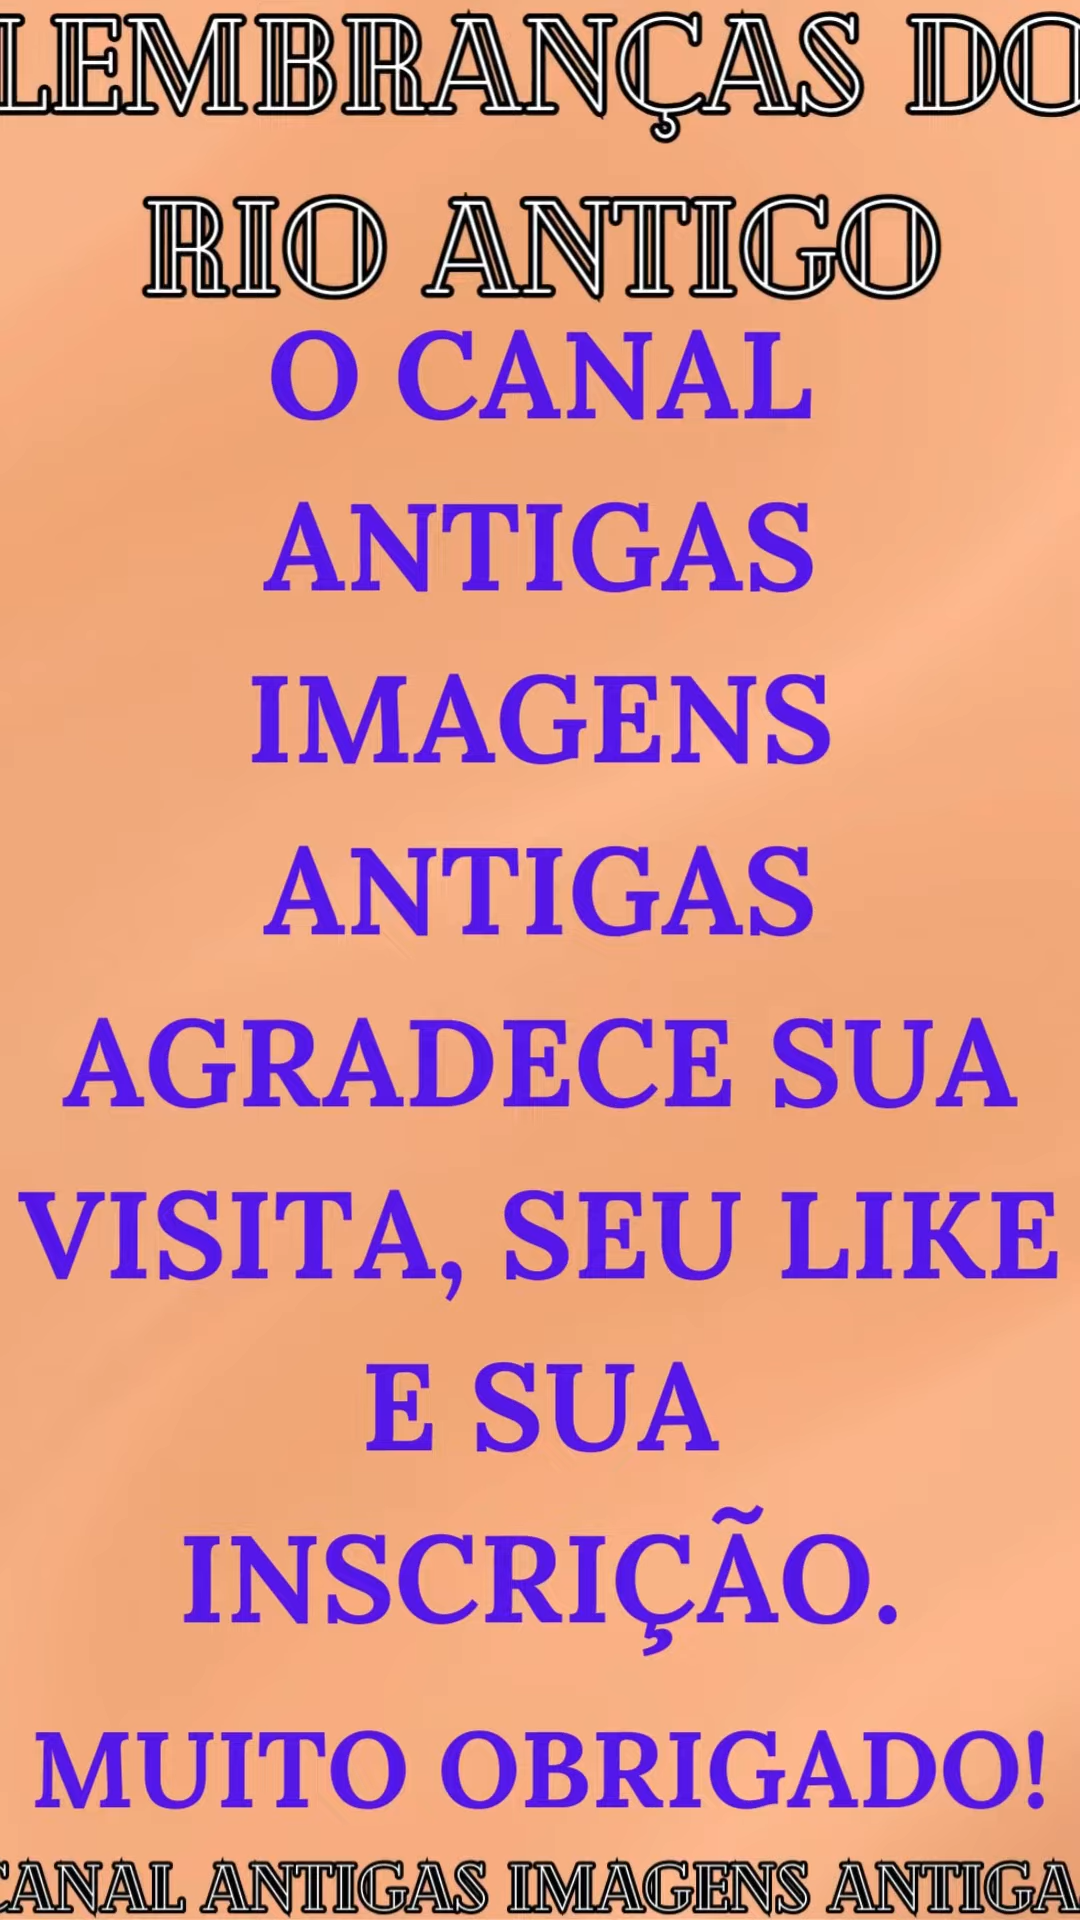 LEMBRANÇAS DO
RIO ANTIGO
O CANAL
ANTIGAS
IMAGENS
ANTIGAS
AGRADECE SUA
VISITA, SEU LIKE
E SUA
INSCRIÇÃO.
MUITO OBRIGADO!
CANAL ANTIGAS IMAGENS ANTIGA